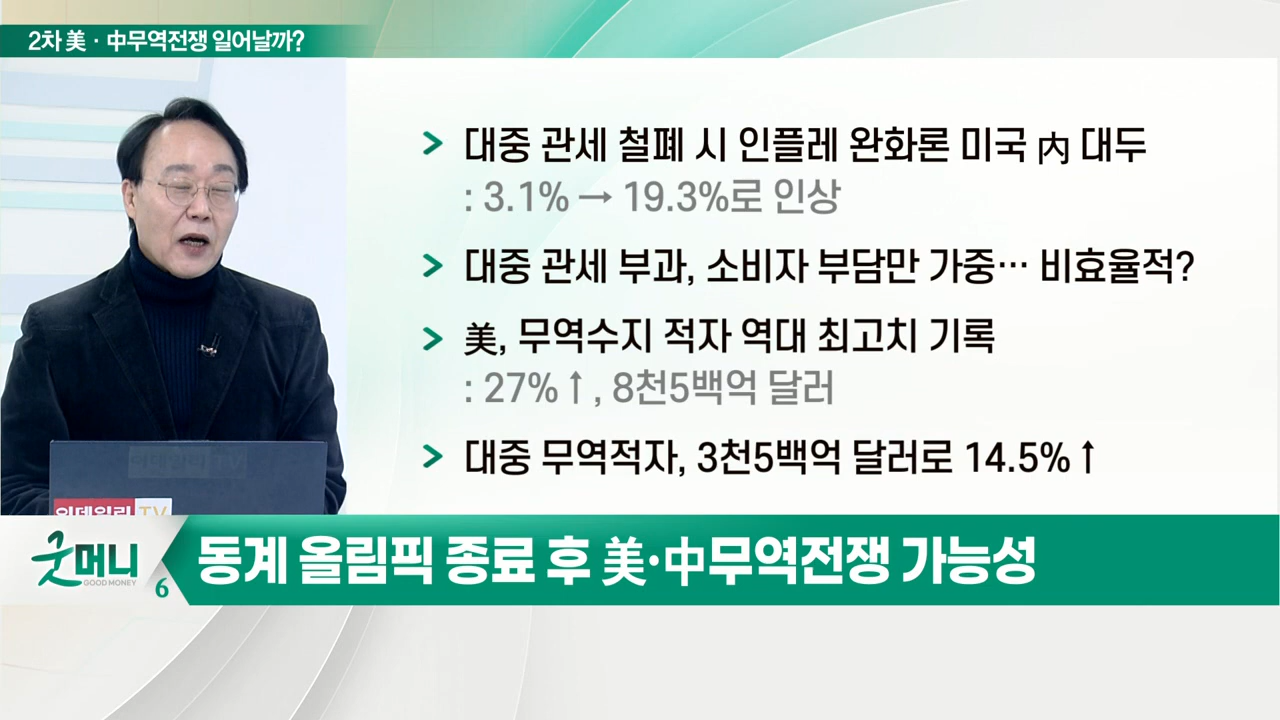 2차 美·中무역전쟁 일어날까?
대중 관세 철폐 시 인플레 완화론 미국 內 대두
: 3.1% → 19.3%로 인상
대중 관세 부과, 소비자 부담만 가중… 비효율적?
美, 무역수지 적자 역대 최고치 기록
: 27%↑, 8천5백억 달러
대중 무역적자, 3천5백억 달러로 14.5%↑
이데일리 TV
굿머니
GOOD MONEY
6
동계 올림픽 종료 후 美·中무역전쟁 가능성